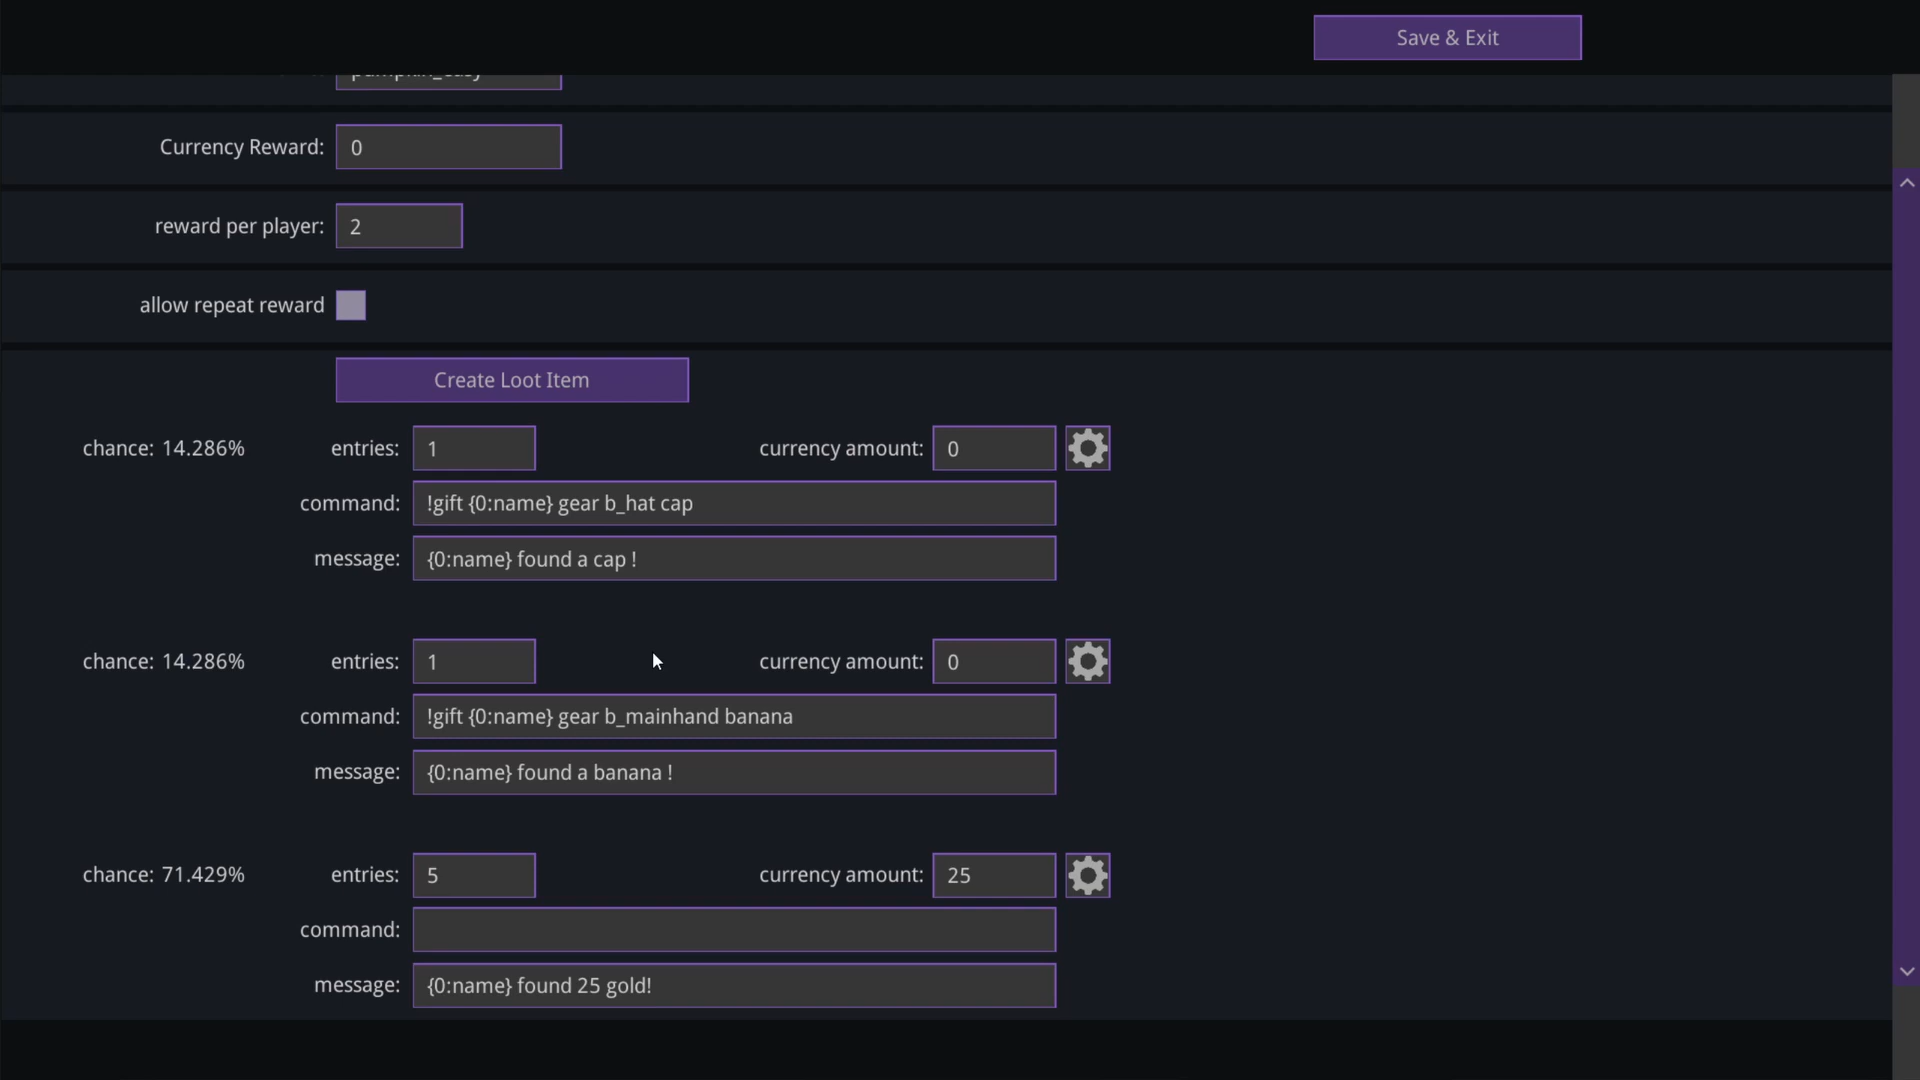 Save & Exit
pumpkin_easy
Currency Reward: 0
reward per player: 2
allow repeat reward
Create Loot Item
chance: 14.286% entries: 1 currency amount: 0
command: !gift {0:name} gear b_hat cap
message: {0:name} found a cap !
chance: 14.286% entries: 1 currency amount: 0
command: !gift {0:name} gear b_mainhand banana
message: {0:name} found a banana !
chance: 71.429% entries: 5 currency amount: 25
command:
message: {0:name} found 25 gold!